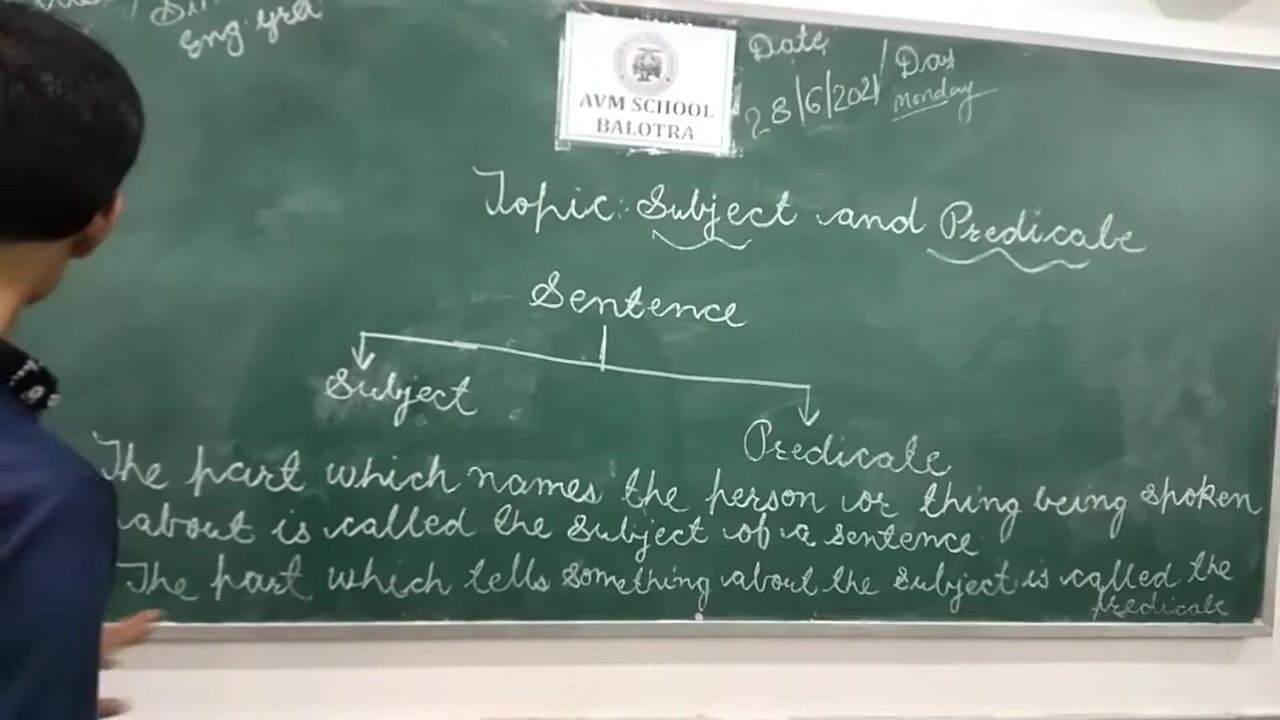 Eng
AVM SCHOOL
BALOTRA
Date
28/6/2021
/ Day
Monday
Topic: Subject and Predicate
Sentence
Subject
Predicate
The part which names the person or thing being spoken
about is called the subject of a sentence
The part which tells something about the subject is called the
predicate